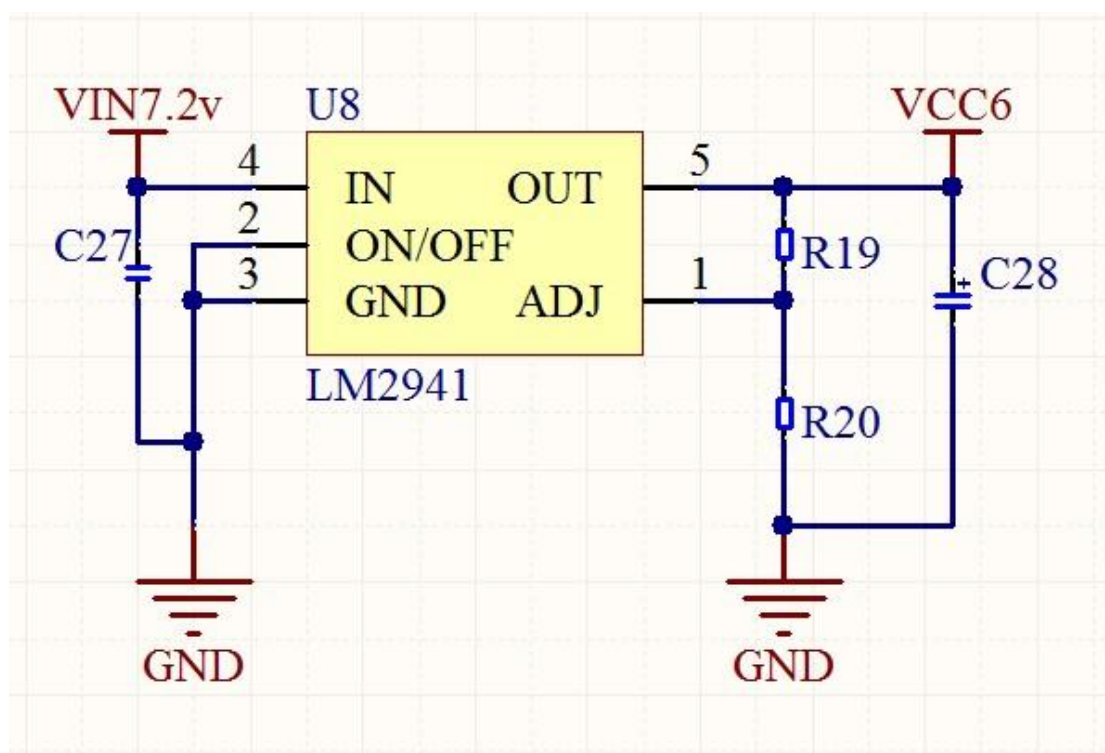 VIN7.2v U8 VCC6
4 5
IN OUT
2
C27 ON/OFF R19
3 1 C28
+
GND ADJ
LM2941
R20
GND GND